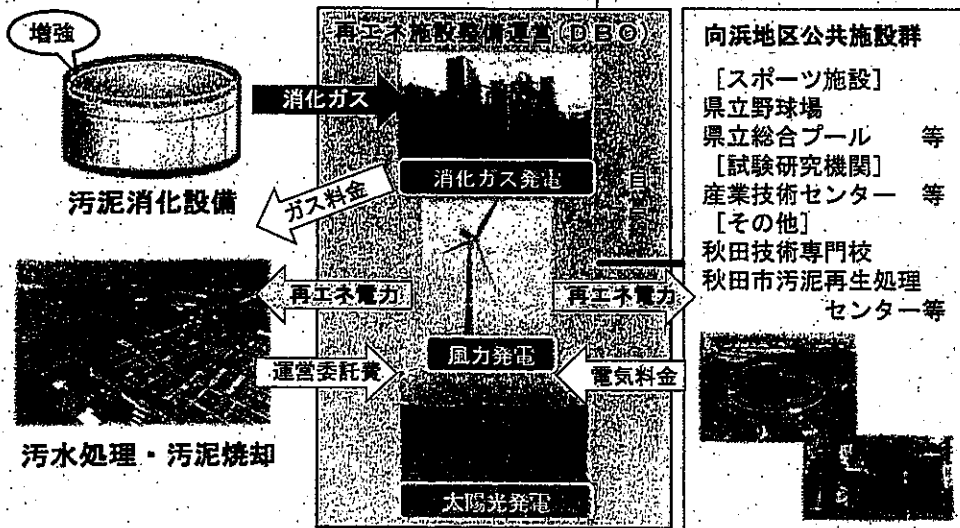 増強
消化ガス
汚泥消化設備
ガス料金
再エネ電力
運営委託費
汚水処理・汚泥焼却
再エネ施設整備運営(DBO)
消化ガス発電
風力発電
太陽光発電
再エネ電力
電気料金
向浜地区公共施設群
[スポーツ施設]
県立野球場
県立総合プール 等
[試験研究機関]
産業技術センター 等
[その他]
秋田技術専門校
秋田市汚泥再生処理
センター等